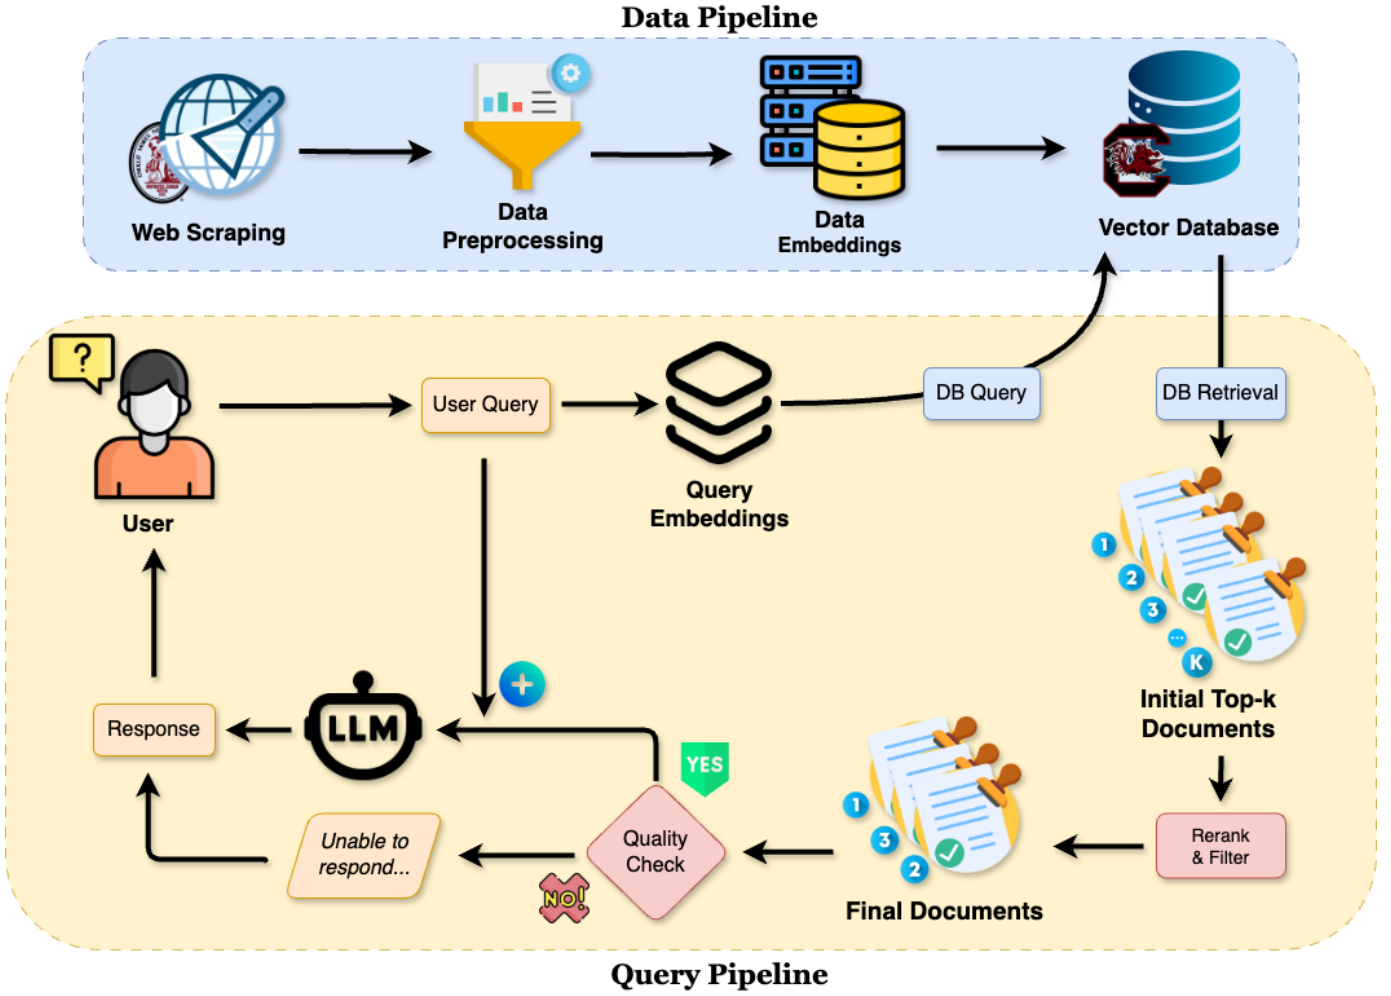 Data Pipeline
Web Scraping
Data
Preprocessing
Data
Embeddings
Vector Database
?
User
User Query
Query
Embeddings
DB Query
DB Retrieval
1
2
3
...
K
Initial Top-k
Documents
Rerank
& Filter
1
3
2
Final Documents
Quality
Check
YES
NO!
+
LLM
Unable to
respond...
Response
Query Pipeline